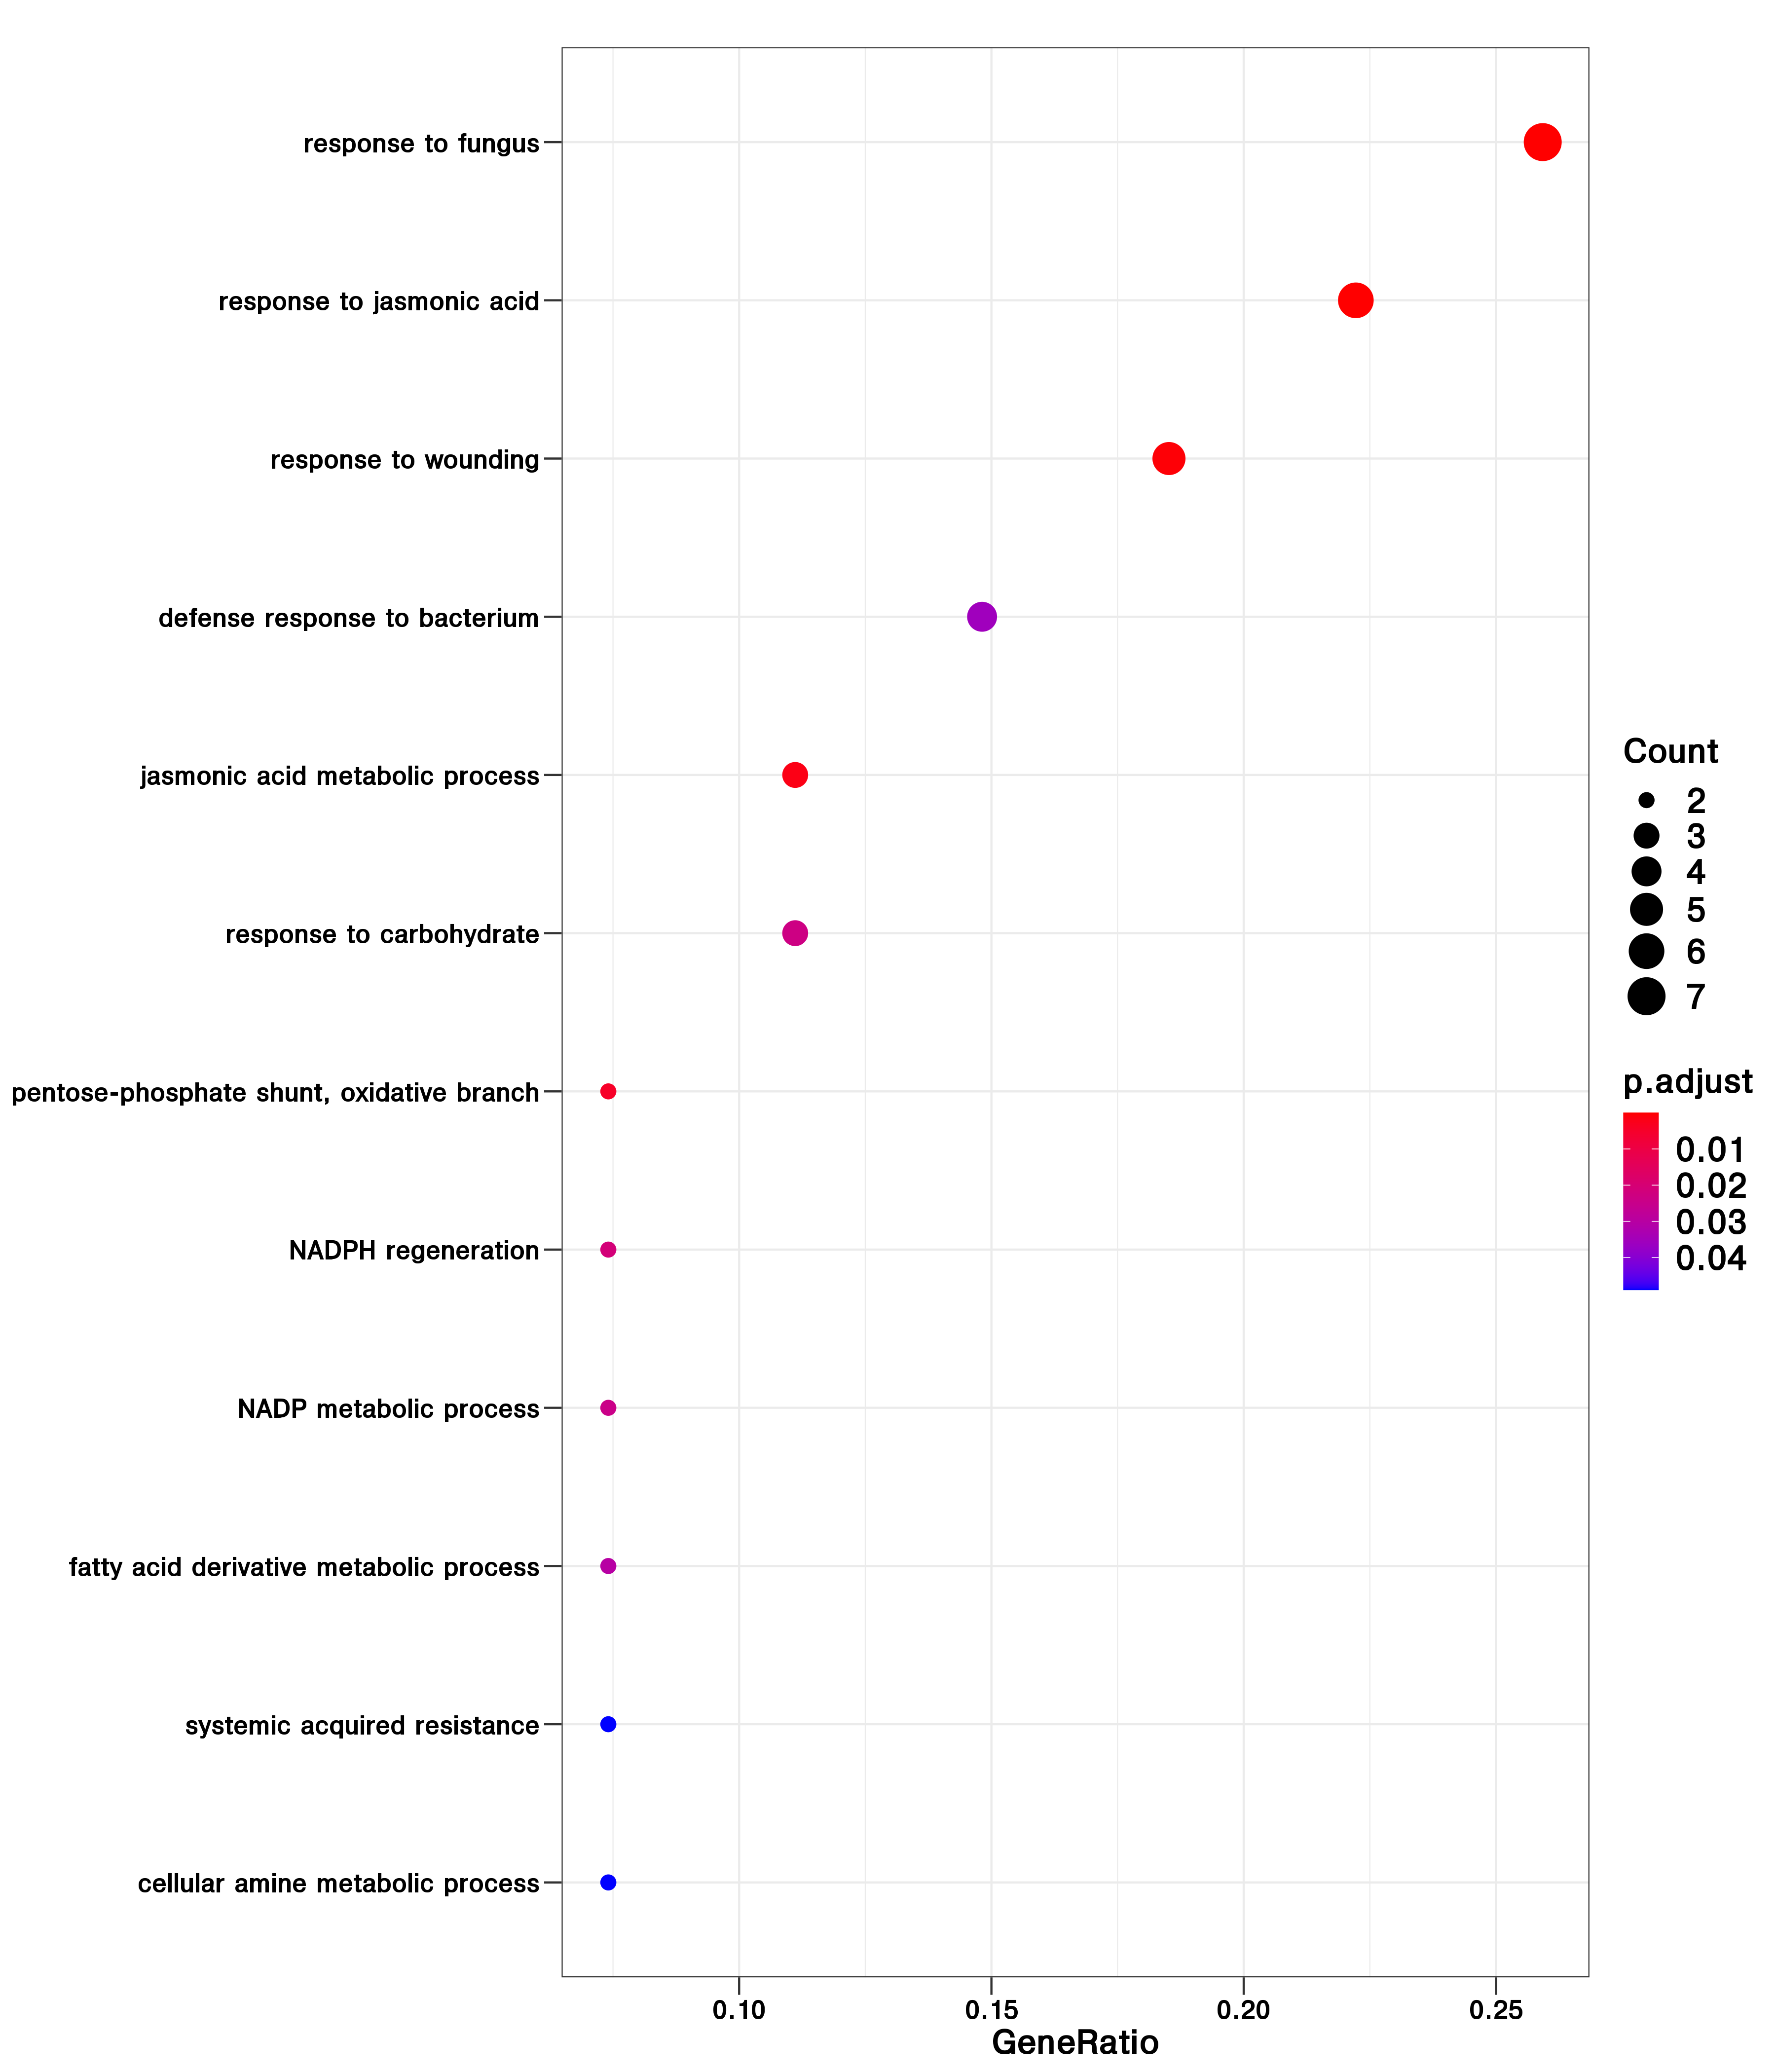 response to fungus
response to jasmonic acid
response to wounding
defense response to bacterium
jasmonic acid metabolic process
response to carbohydrate
pentose-phosphate shunt, oxidative branch
NADPH regeneration
NADP metabolic process
fatty acid derivative metabolic process
systemic acquired resistance
cellular amine metabolic process
0.10 0.15 0.20 0.25
GeneRatio
Count
2
3
4
5
6
7
p.adjust
0.01
0.02
0.03
0.04